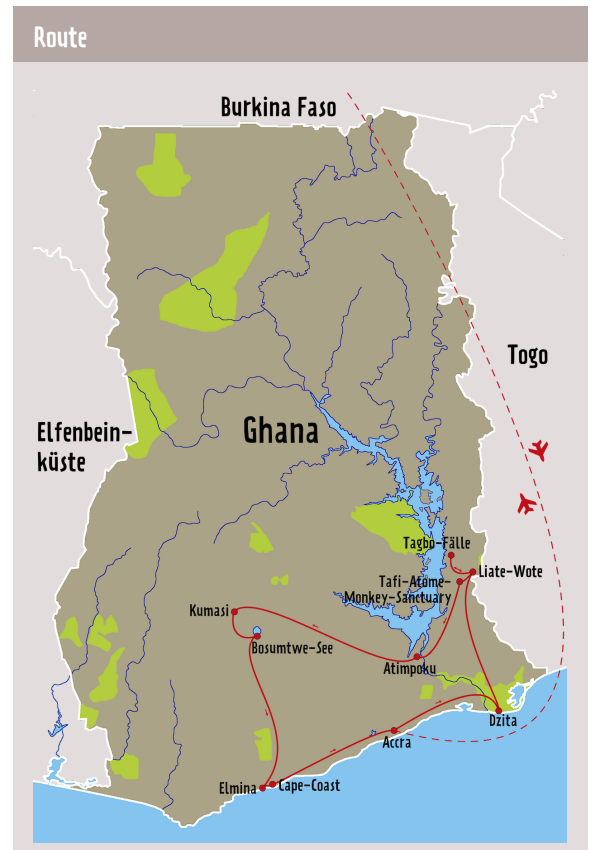 Route
Burkina Faso
Togo
Ghana
Elfenbein-
küste
Tagbo-Fälle
Liate-Wote
Tafi-Atome-
Monkey-Sanctuary
Kumasi
Bosumtwe-See
Atimpoku
Dzita
Accra
Elmina
Cape-Coast